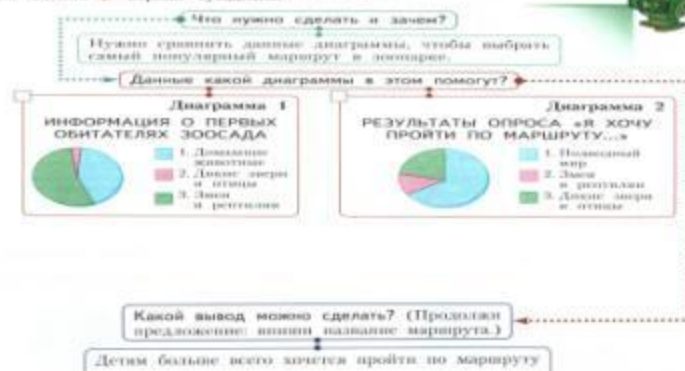 Что нужно сделать и зачем?
Нужно сравнить данные диаграммы, чтобы выбрать
самый популярный маршрут в зоопарке.
Данные какой диаграммы в этом помогут?
Диаграмма 1
ИНФОРМАЦИЯ О ПЕРВЫХ
ОБИТАТЕЛЯХ ЗООСАДА
1. Домашние
животные
2. Дикие звери
и птицы
3. Змеи
и рептилии
Диаграмма 2
РЕЗУЛЬТАТЫ ОПРОСА «Я ХОЧУ
ПРОЙТИ ПО МАРШРУТУ...»
1. Подводный
мир
2. Змеи
и рептилии
3. Дикие звери
и птицы
Какой вывод можно сделать? (Продолжи
предложение: впиши название маршрута.)
Детям больше всего хочется пройти по маршруту